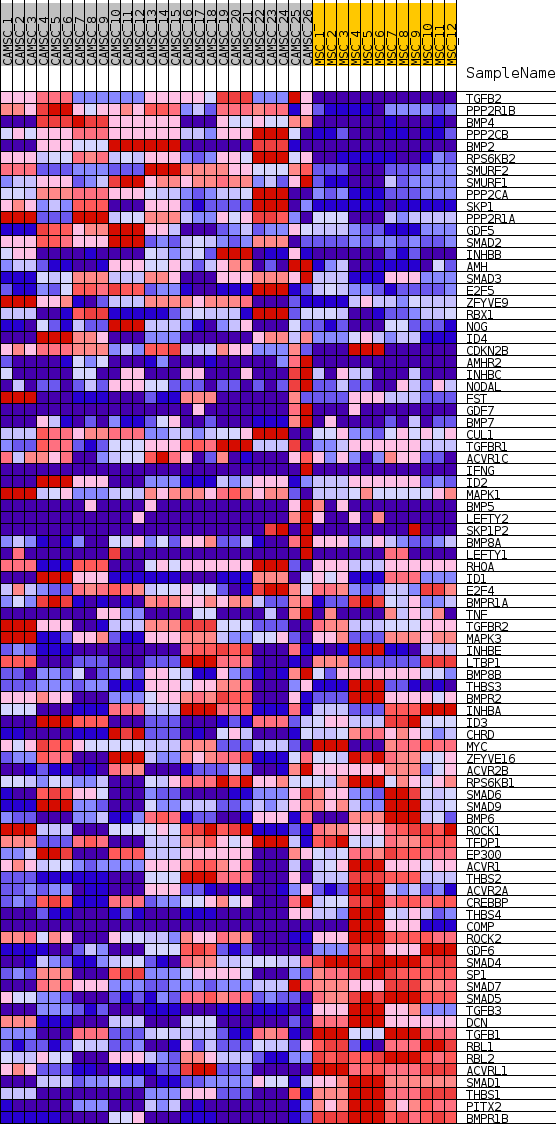 CAMSC_1
CAMSC_2
CAMSC_3
CAMSC_4
CAMSC_5
CAMSC_6
CAMSC_7
CAMSC_8
CAMSC_9
CAMSC_10
CAMSC_11
CAMSC_12
CAMSC_13
CAMSC_14
CAMSC_15
CAMSC_16
CAMSC_17
CAMSC_18
CAMSC_19
CAMSC_20
CAMSC_21
CAMSC_22
CAMSC_23
CAMSC_24
CAMSC_25
CAMSC_26
MSC_1
MSC_2
MSC_3
MSC_4
MSC_5
MSC_6
MSC_7
MSC_8
MSC_9
MSC_10
MSC_11
MSC_12
SampleName
TGFB2
PPP2R1B
BMP4
PPP2CB
BMP2
RPS6KB2
SMURF2
SMURF1
PPP2CA
SKP1
PPP2R1A
GDF5
SMAD2
INHBB
AMH
SMAD3
E2F5
ZFYVE9
RBX1
NOG
ID4
CDKN2B
AMHR2
INHBC
NODAL
FST
GDF7
BMP7
CUL1
TGFBR1
ACVR1C
IFNG
ID2
MAPK1
BMP5
LEFTY2
SKP1P2
BMP8A
LEFTY1
RHOA
ID1
E2F4
BMPR1A
TNF
TGFBR2
MAPK3
INHBE
LTBP1
BMP8B
THBS3
BMPR2
INHBA
ID3
CHRD
MYC
ZFYVE16
ACVR2B
RPS6KB1
SMAD6
SMAD9
BMP6
ROCK1
TFDP1
EP300
ACVR1
THBS2
ACVR2A
CREBBP
THBS4
COMP
ROCK2
GDF6
SMAD4
SP1
SMAD7
SMAD5
TGFB3
DCN
TGFB1
RBL1
RBL2
ACVRL1
SMAD1
THBS1
PITX2
BMPR1B